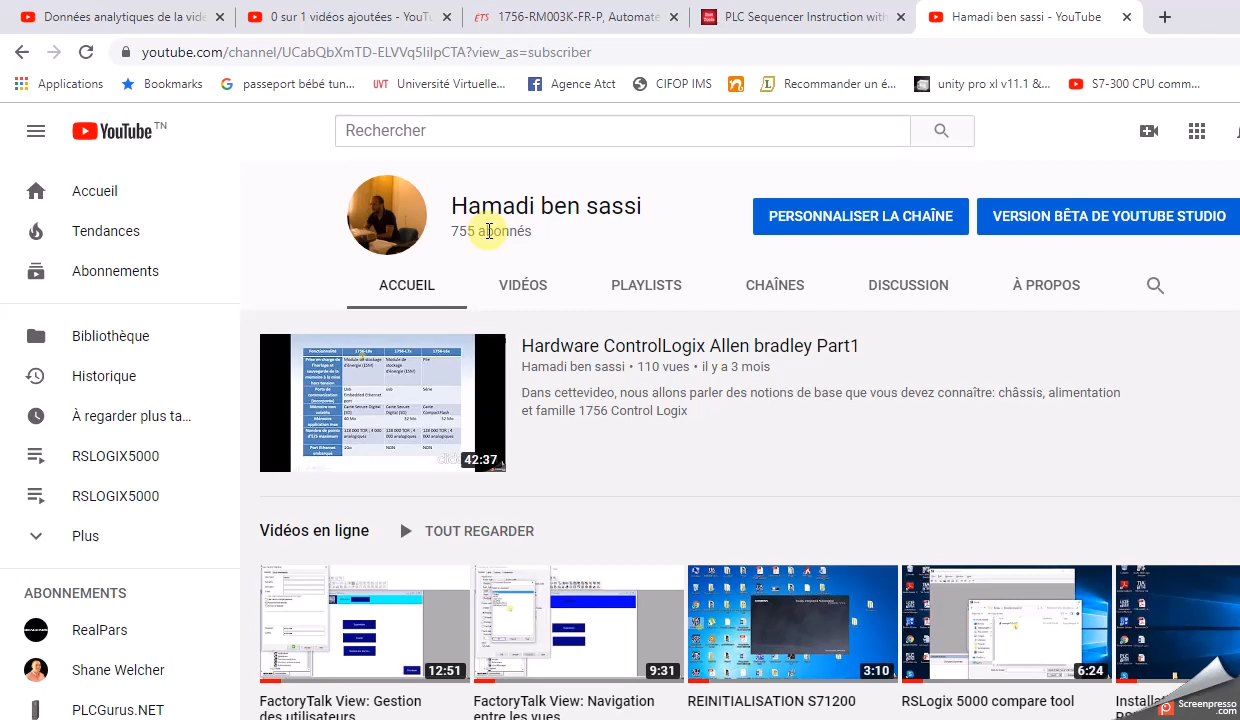 Données analytiques de la vidé
0 sur 1 vidéos ajoutées - YouTu
ETS 1756-RM003K-FR-P, Automate
PLC Sequencer Instruction with
Hamadi ben sassi - YouTube
youtube.com/channel/UCabQbXmTD-ELVVq5IiIpCTA?view_as=subscriber
Applications
Bookmarks
passeport bébé tun...
UVT Université Virtuelle...
Agence Atct
CIFOP IMS
Recommander un é...
unity pro xl v11.1 &...
S7-300 CPU comm...
YouTube TN
Rechercher
Accueil
Tendances
Abonnements
Bibliothèque
Historique
À regarder plus ta...
RSLOGIX5000
RSLOGIX5000
Plus
ABONNEMENTS
RealPars
Shane Welcher
PLCGurus.NET
Hamadi ben sassi
755 abonnés
PERSONNALISER LA CHAÎNE
VERSION BÊTA DE YOUTUBE STUDIO
ACCUEIL
VIDÉOS
PLAYLISTS
CHAÎNES
DISCUSSION
À PROPOS
42:37
Hardware ControlLogix Allen bradley Part1
Hamadi ben sassi • 110 vues • il y a 3 mois
Dans cettevideo, nous allons parler des notions de base que vous devez connaître: châssis, alimentation
et famille 1756 Control Logix
Vidéos en ligne
TOUT REGARDER
12:51
9:31
3:10
6:24
FactoryTalk View: Gestion
des utilisateurs
FactoryTalk View: Navigation
entre les vues
REINITIALISATION S71200
RSLogix 5000 compare tool
Screenpresso
.com